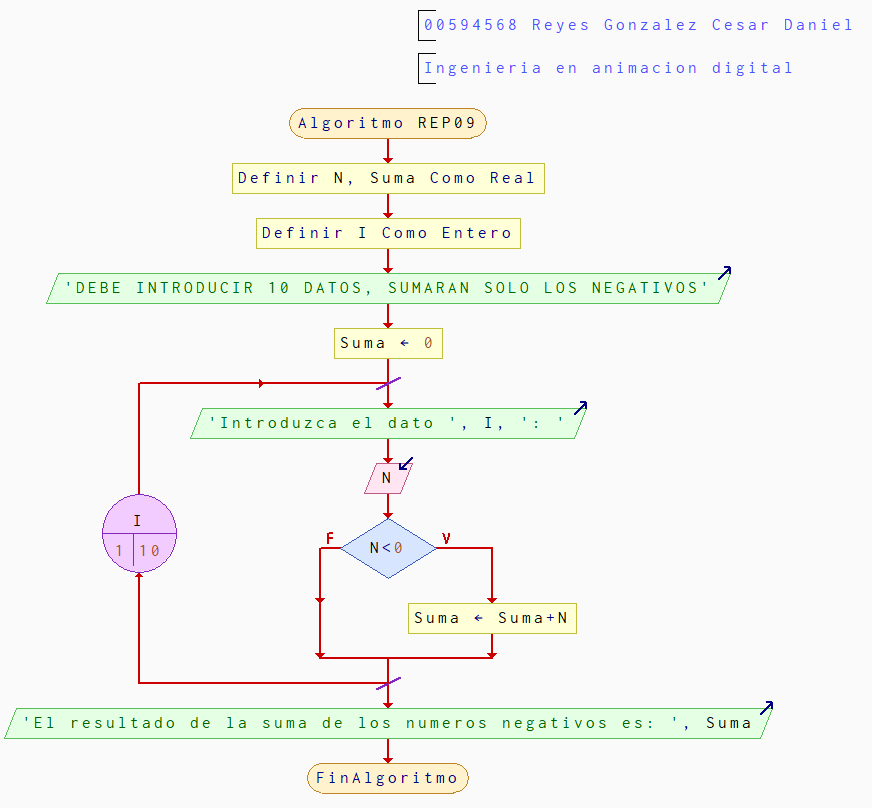 00594568 Reyes Gonzalez Cesar Daniel
Ingenieria en animacion digital
Algoritmo REP09
Definir N, Suma Como Real
Definir I Como Entero
'DEBE INTRODUCIR 10 DATOS, SUMARAN SOLO LOS NEGATIVOS'
Suma ← 0
'Introduzca el dato ', I, ': '
N
I
1 10
F
N<0
V
Suma ← Suma+N
'El resultado de la suma de los numeros negativos es: ', Suma
FinAlgoritmo